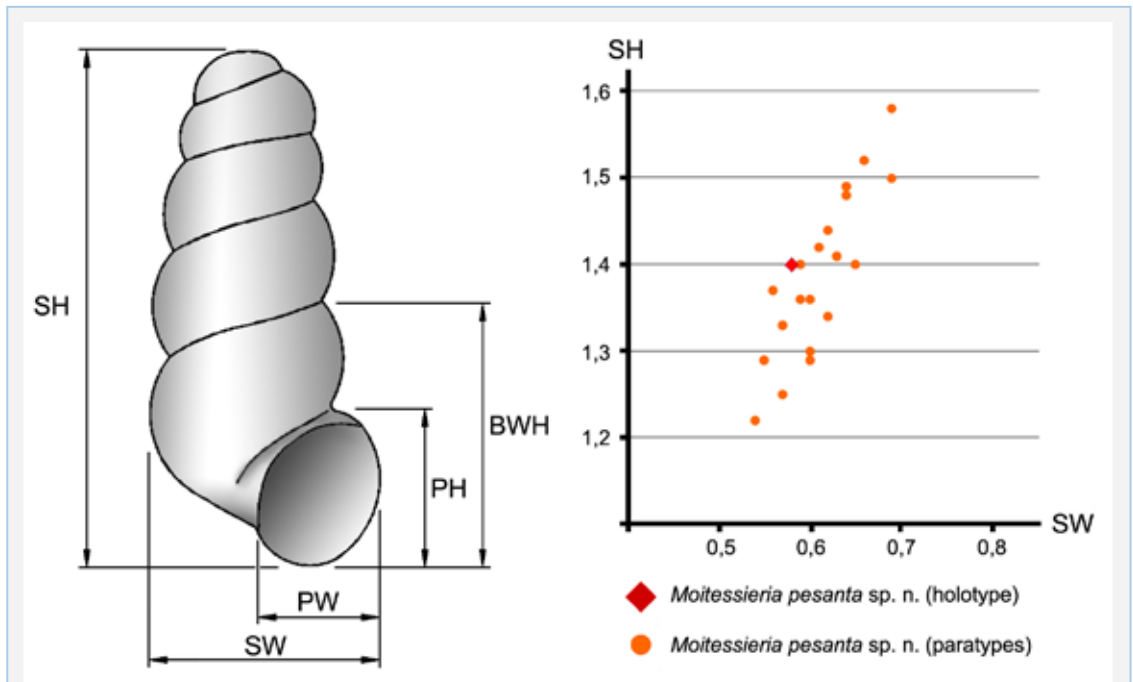 SH
BWH
PH
PW
SW
SH
1,6
1,5
1,4
1,3
1,2
0,5 0,6 0,7 0,8
SW
Moitessieria pesanta sp. n. (holotype)
Moitessieria pesanta sp. n. (paratypes)